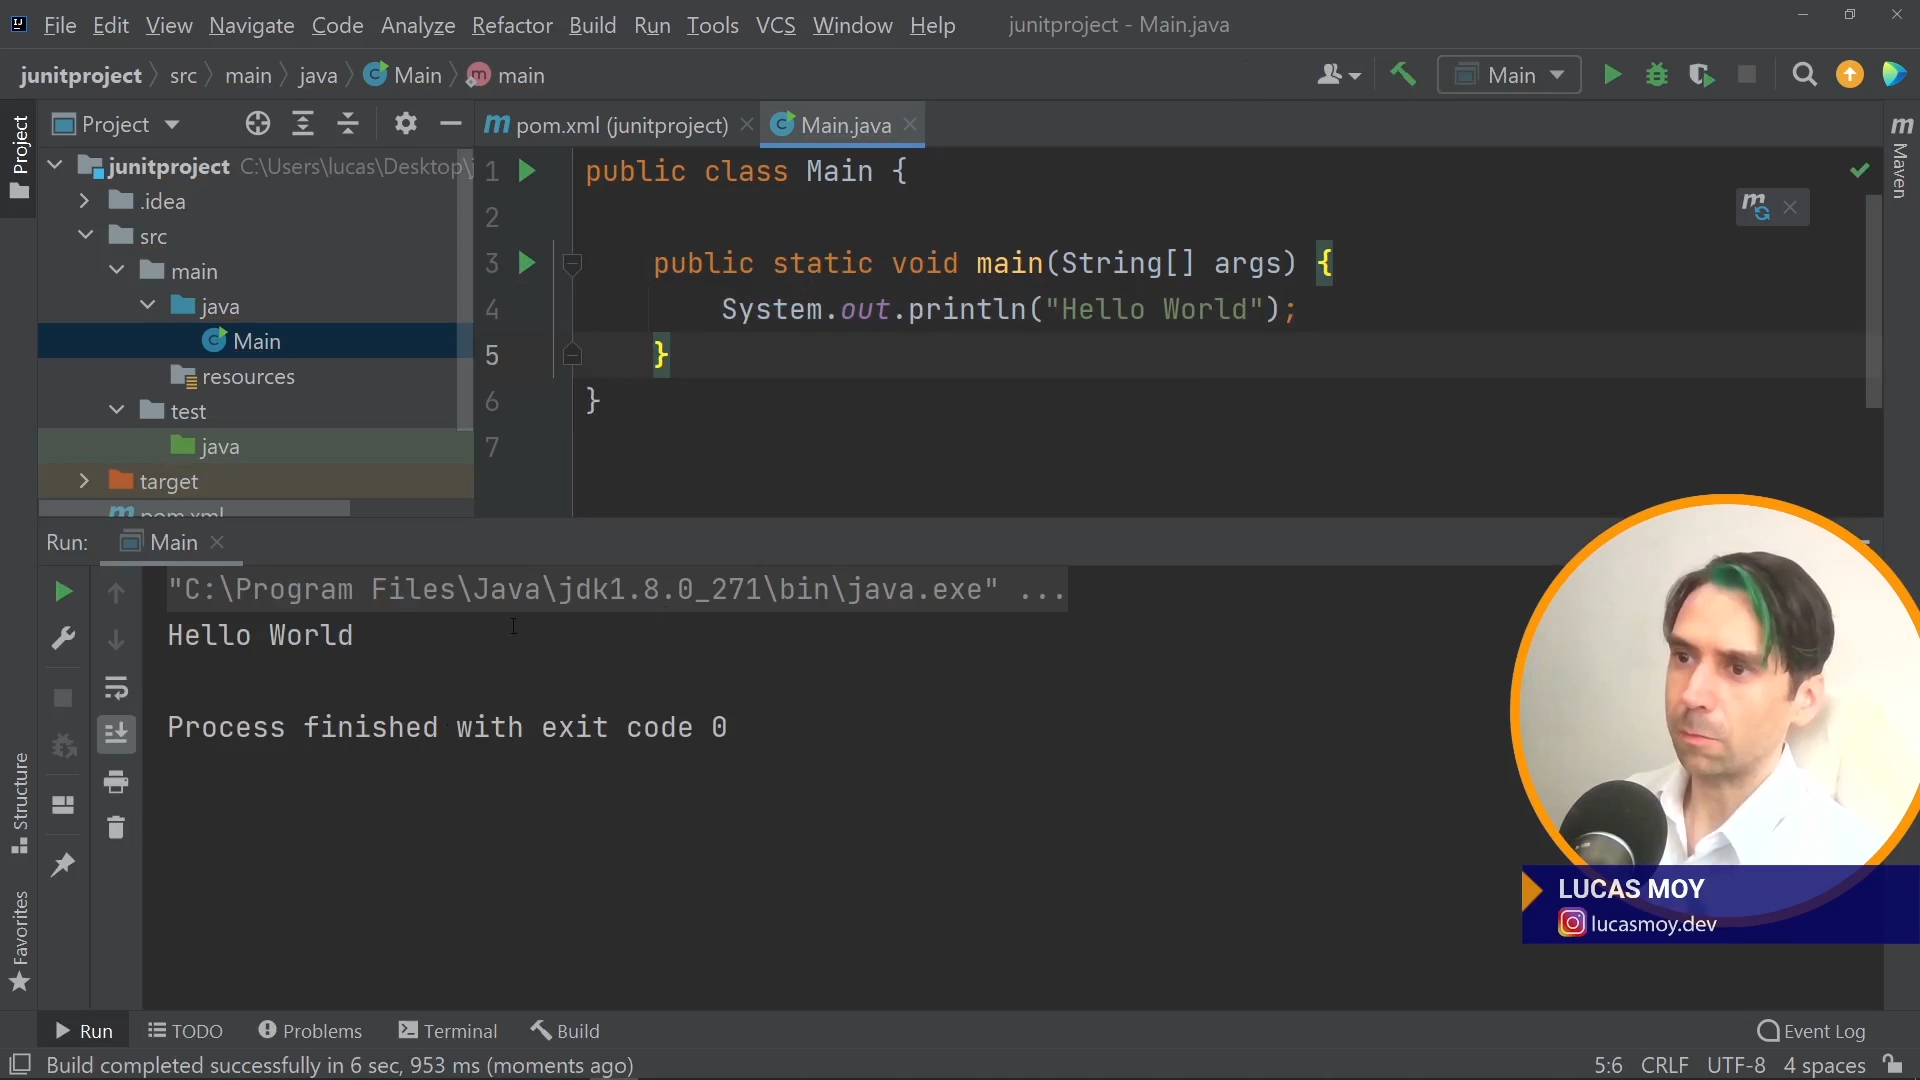 File Edit View Navigate Code Analyze Refactor Build Run Tools VCS Window Help junitproject - Main.java
junitproject src main java Main main
Main
Project
pom.xml (junitproject)
Main.java
Project
Maven
junitproject C:\Users\lucas\Desktop\
.idea
src
main
java
Main
resources
test
java
target
pom.xml
1 public class Main {
2
3 public static void main(String[] args) {
4 System.out.println("Hello World");
5 }
6 }
7
Run: Main
"C:\Program Files\Java\jdk1.8.0_271\bin\java.exe" ...
Hello World
Process finished with exit code 0
Structure
Favorites
LUCAS MOY
lucasmoy.dev
Run TODO Problems Terminal Build Event Log
Build completed successfully in 6 sec, 953 ms (moments ago) 5:6 CRLF UTF-8 4 spaces